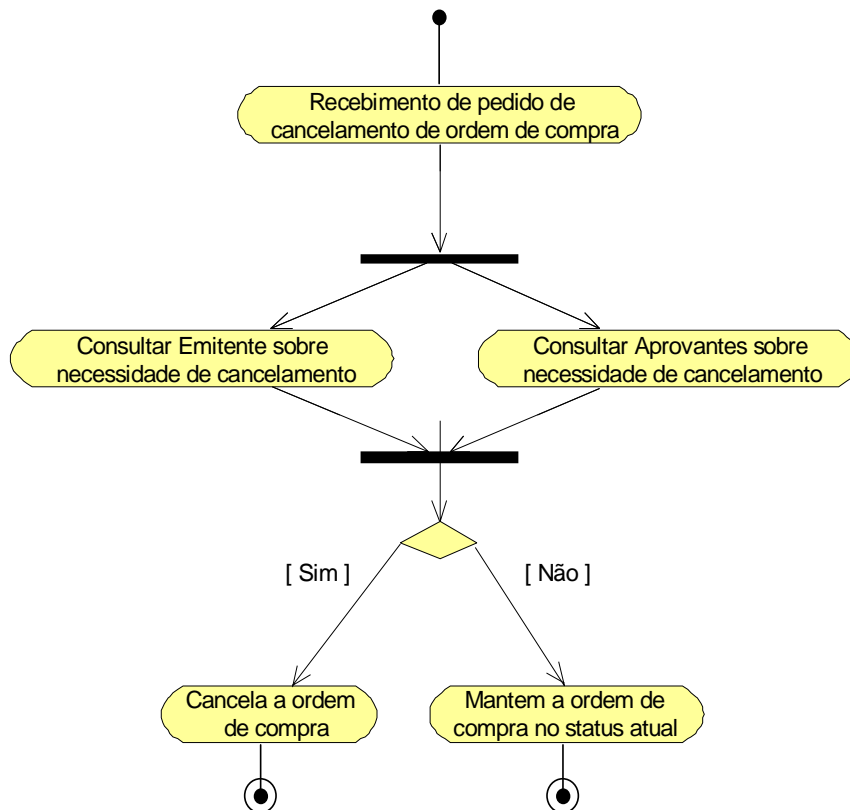 Recebimento de pedido de
cancelamento de ordem de compra
Consultar Emitente sobre
necessidade de cancelamento
Consultar Aprovantes sobre
necessidade de cancelamento
[ Sim ]
[ Não ]
Cancela a ordem
de compra
Mantem a ordem de
compra no status atual